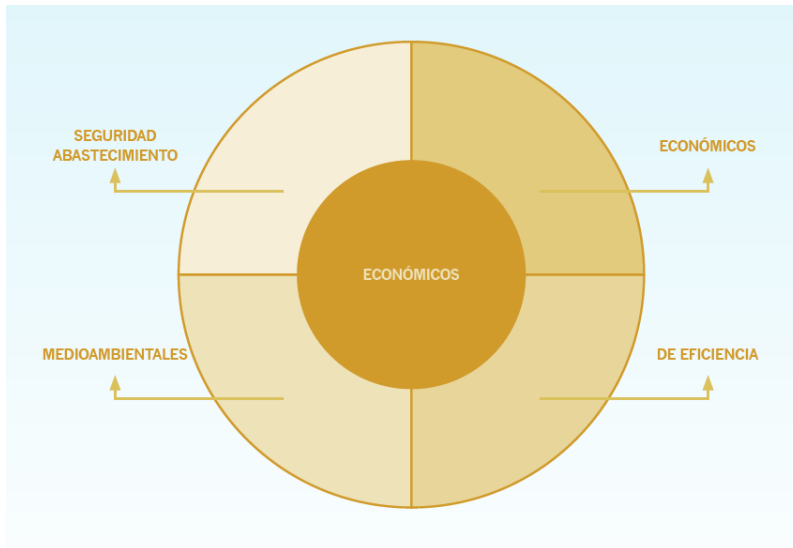 SEGURIDAD
ABASTECIMIENTO
ECONÓMICOS
ECONÓMICOS
MEDIOAMBIENTALES
DE EFICIENCIA